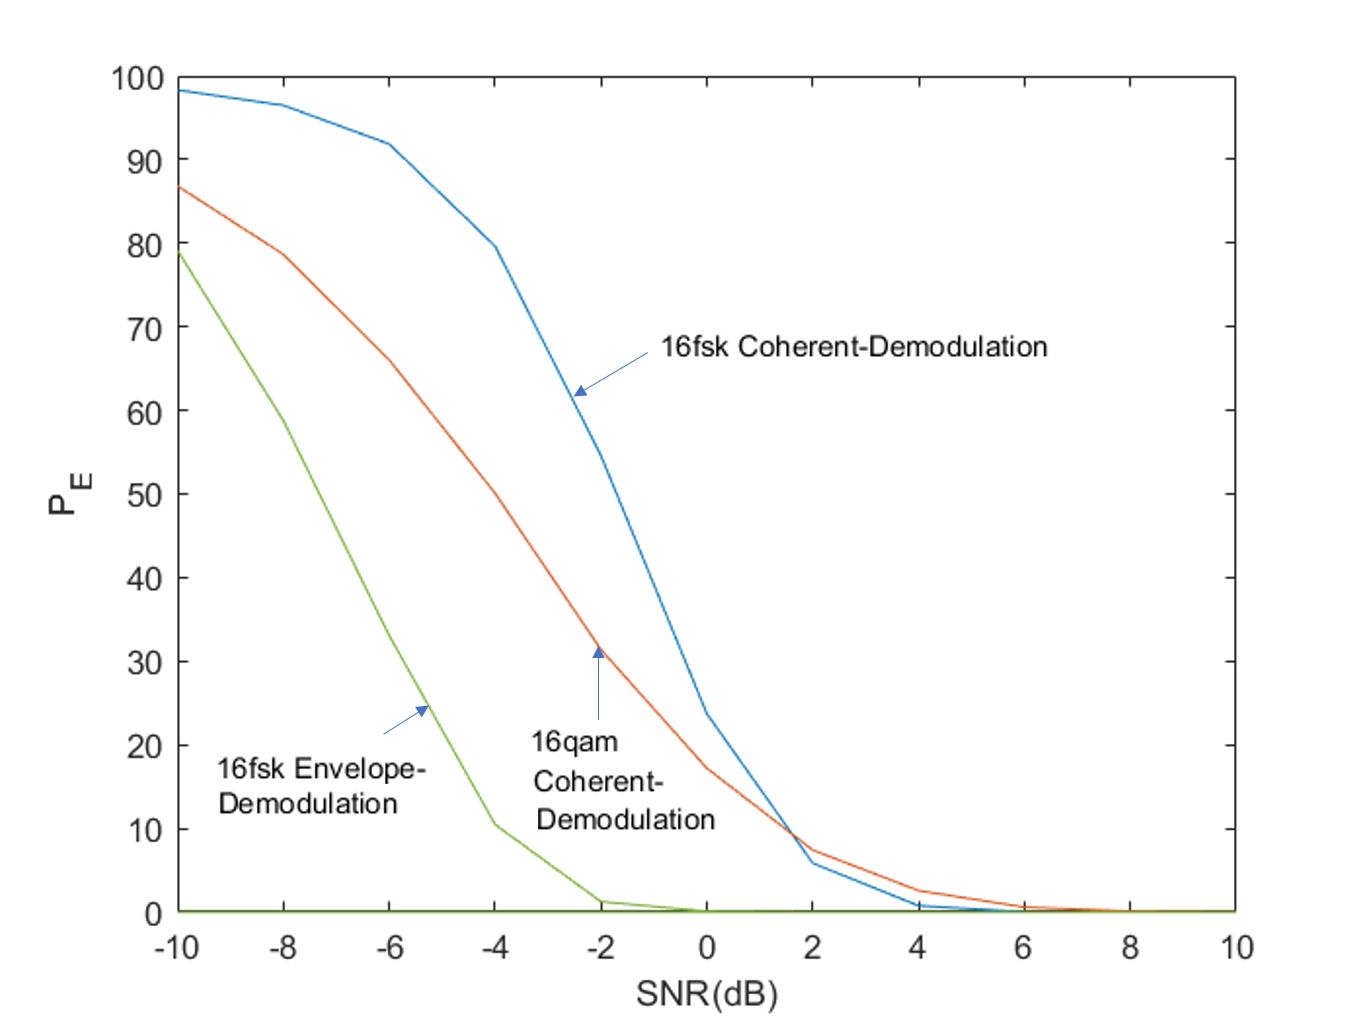 100
90
80
70
60
50
40
30
20
10
0
P_E
16fsk Coherent-Demodulation
16qam
Coherent-
Demodulation
16fsk Envelope-
Demodulation
-10 -8 -6 -4 -2 0 2 4 6 8 10
SNR(dB)